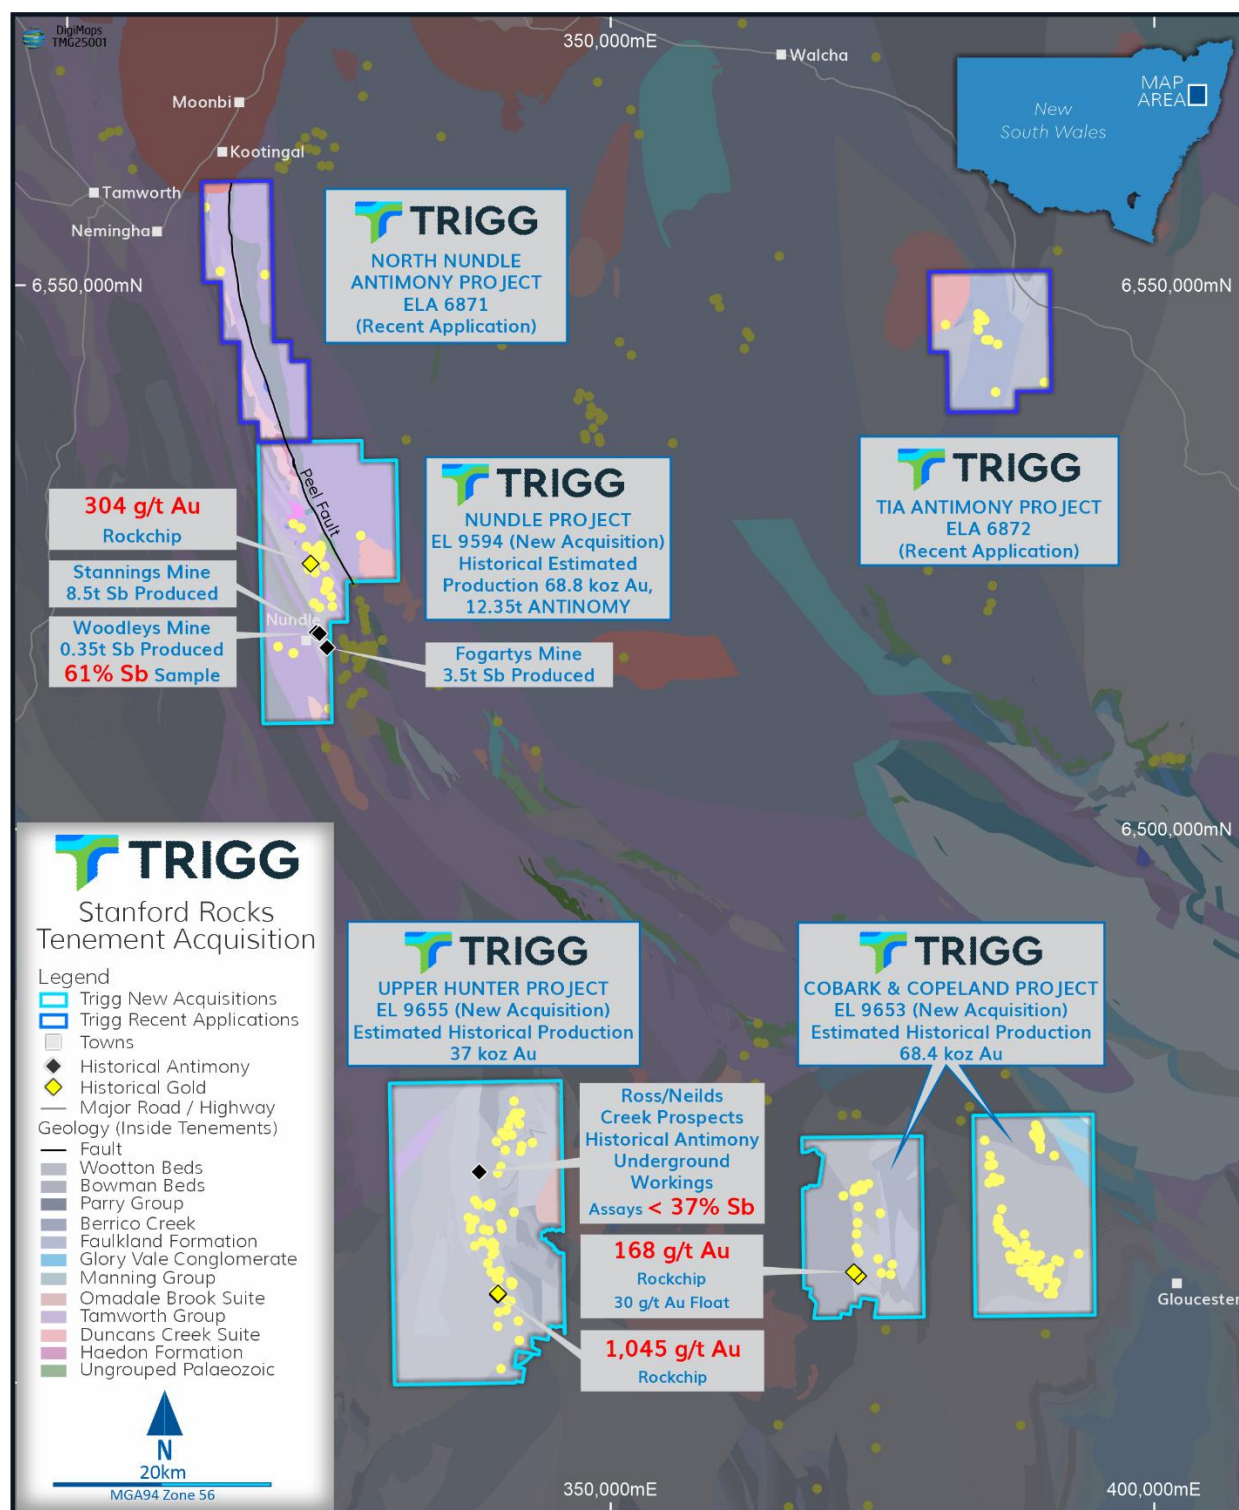 DigiMaps
TMG25001
350,000mE
Walcha
MAP
AREA
New
South Wales
Moonbi
Kootingal
Tamworth
Nemingha
6,550,000mN
6,550,000mN
TRIGG
NORTH NUNDLE
ANTIMONY PROJECT
ELA 6871
(Recent Application)
TRIGG
TIA ANTIMONY PROJECT
ELA 6872
(Recent Application)
Peel Fault
TRIGG
NUNDLE PROJECT
EL 9594 (New Acquisition)
Historical Estimated
Production 68.8 koz Au,
12.35t ANTINOMY
304 g/t Au
Rockchip
Stannings Mine
8.5t Sb Produced
Nundle
Woodleys Mine
0.35t Sb Produced
61% Sb Sample
Fogartys Mine
3.5t Sb Produced
6,500,000mN
TRIGG
Stanford Rocks
Tenement Acquisition
Legend
Trigg New Acquisitions
Trigg Recent Applications
Towns
Historical Antimony
Historical Gold
Major Road / Highway
Geology (Inside Tenements)
Fault
Wootton Beds
Bowman Beds
Parry Group
Berrico Creek
Faulkland Formation
Glory Vale Conglomerate
Manning Group
Omadale Brook Suite
Tamworth Group
Duncans Creek Suite
Haedon Formation
Ungrouped Palaeozoic
N
20km
MGA94 Zone 56
TRIGG
UPPER HUNTER PROJECT
EL 9655 (New Acquisition)
Estimated Historical Production
37 koz Au
TRIGG
COBARK & COPELAND PROJECT
EL 9653 (New Acquisition)
Estimated Historical Production
68.4 koz Au
Ross/Neilds
Creek Prospects
Historical Antimony
Underground
Workings
Assays < 37% Sb
168 g/t Au
Rockchip
30 g/t Au Float
1,045 g/t Au
Rockchip
Gloucester
350,000mE
400,000mE